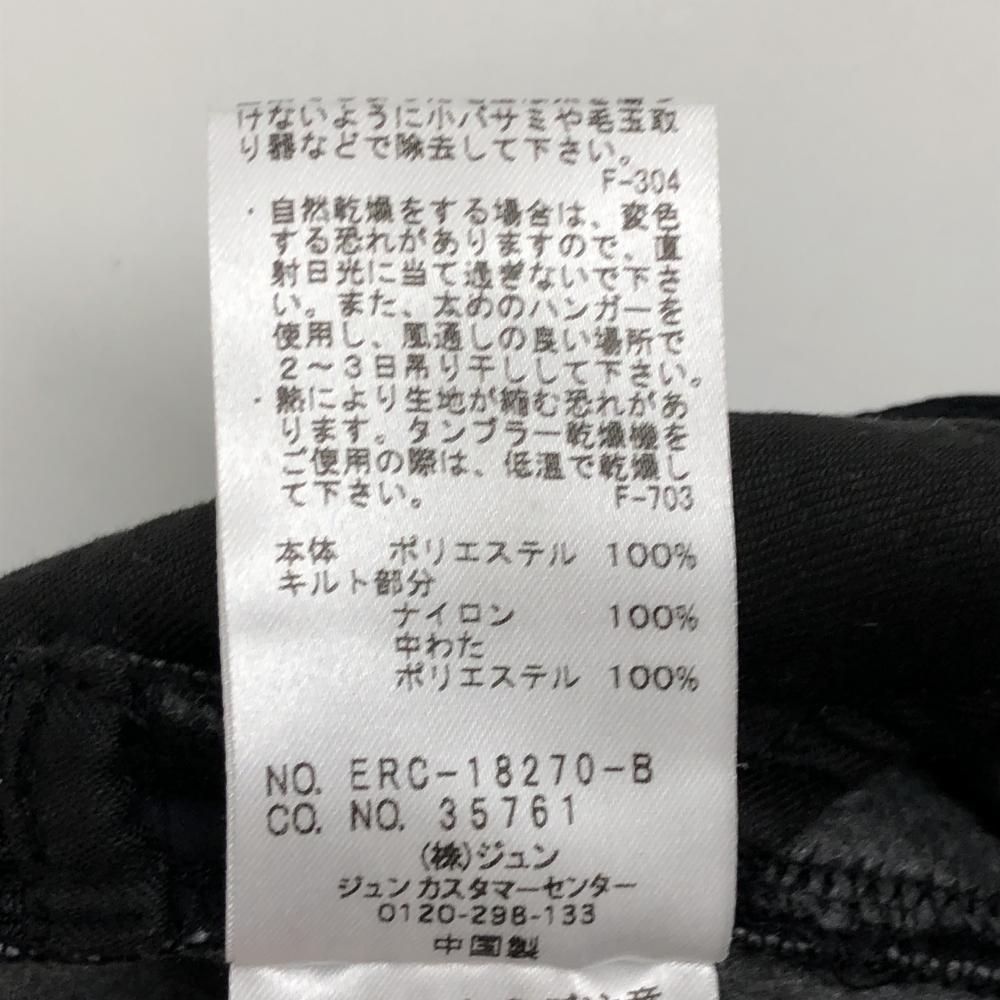 けないように小バサミや毛玉取
り器などで除去して下さい。
F-304
・自然乾燥をする場合は、変色
する恐れがありますので、直
射日光に当て過ぎないで下さ
い。また、太めのハンガーを
使用し、風通しの良い場所で
2～3日吊り干しして下さい。
・熱により生地が縮む恐れがあ
ります。タンブラー乾燥機を
ご使用の際は、低温で乾燥し
て下さい。 F-703
本体 ポリエステル 100%
キルト部分
ナイロン 100%
中わた
ポリエステル 100%
NO. ERC-18270-B
CO. NO. 35761
(株)ジュン
ジュンカスタマーセンター
0120-298-133
中国製